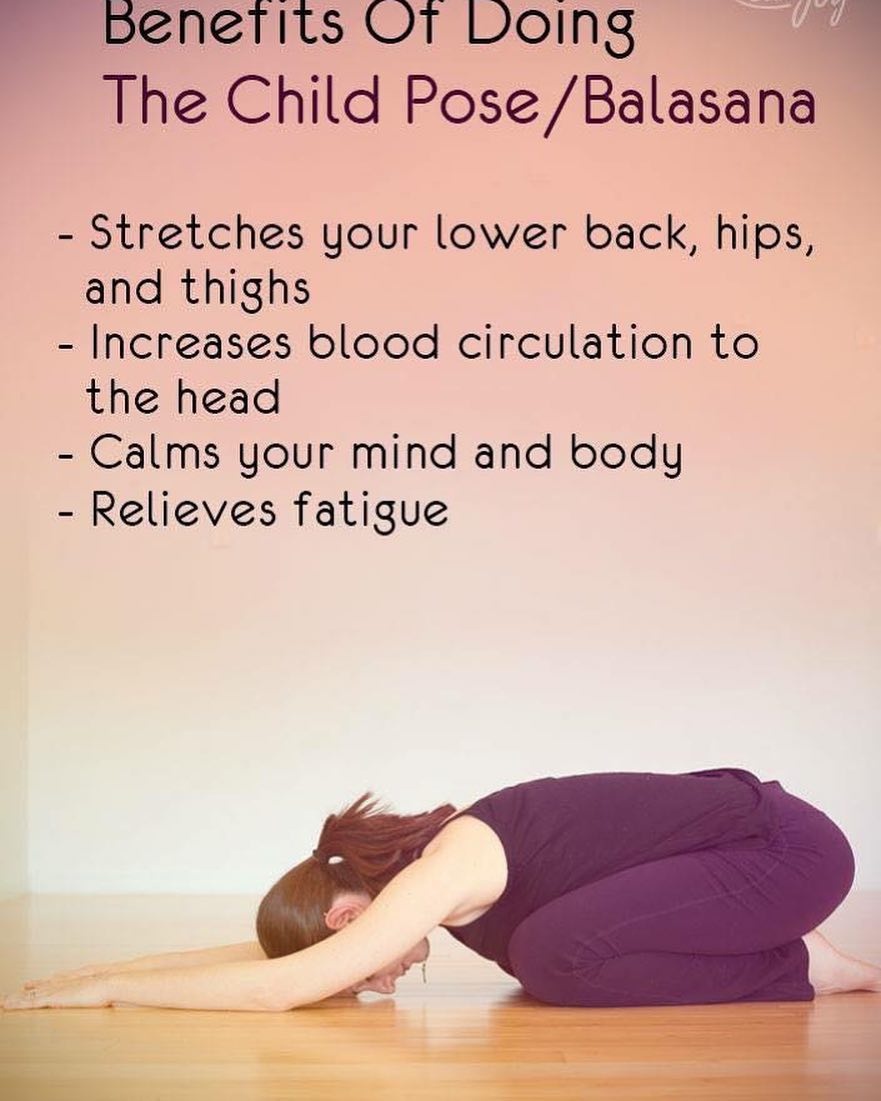 Benefits Of Doing
The Child Pose/Balasana
- Stretches your lower back, hips,
and thighs
- Increases blood circulation to
the head
- Calms your mind and body
- Relieves fatigue